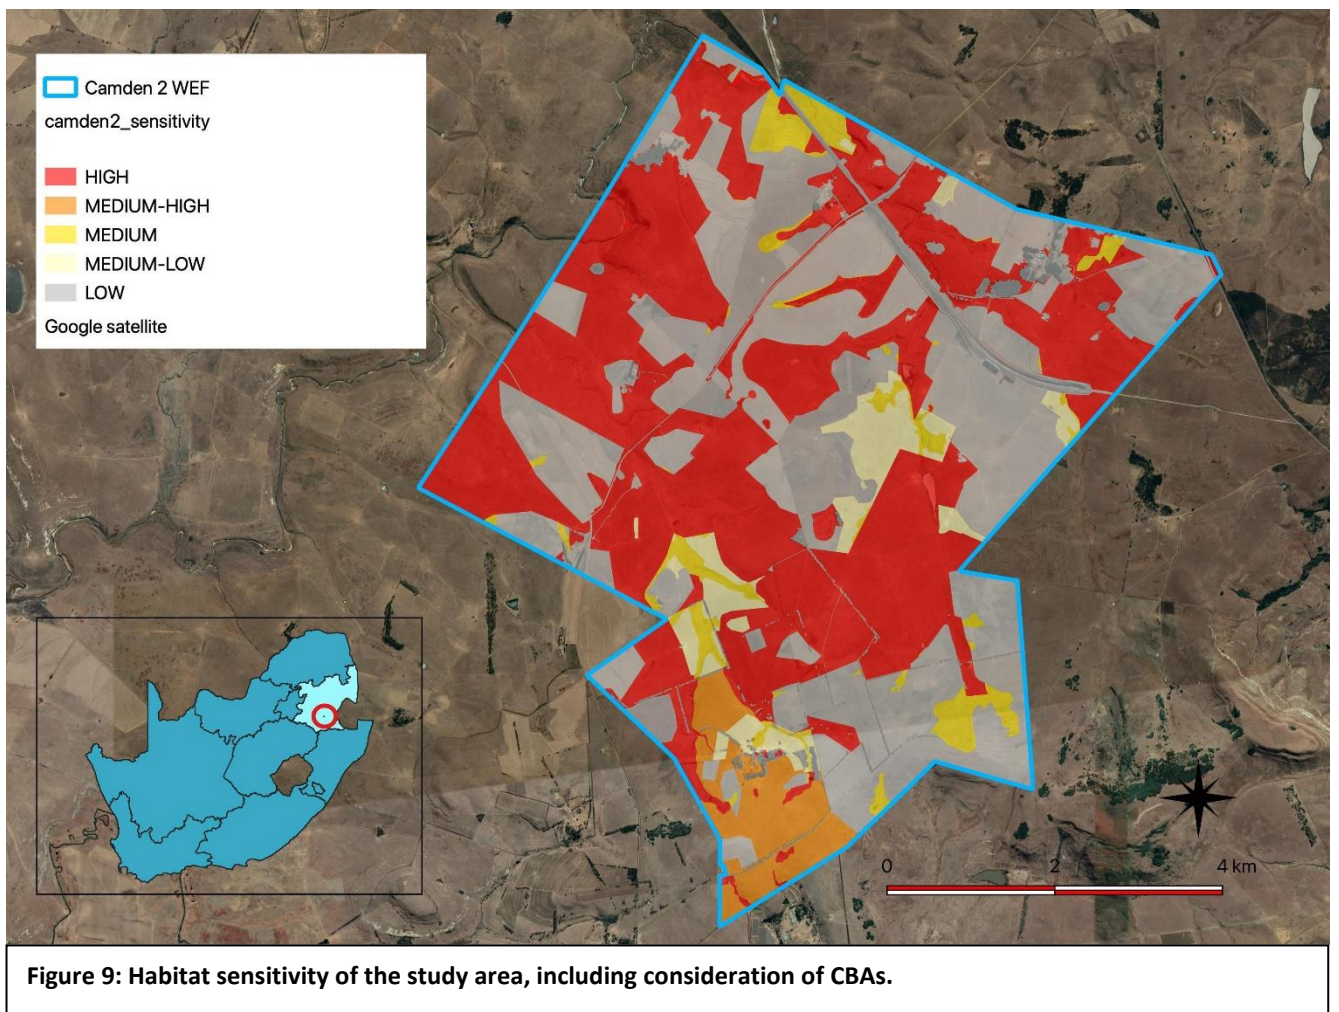 Camden 2 WEF
camden2_sensitivity
HIGH
MEDIUM-HIGH
MEDIUM
MEDIUM-LOW
LOW
Google satellite
0 2 4 km
Figure 9: Habitat sensitivity of the study area, including consideration of CBAs.